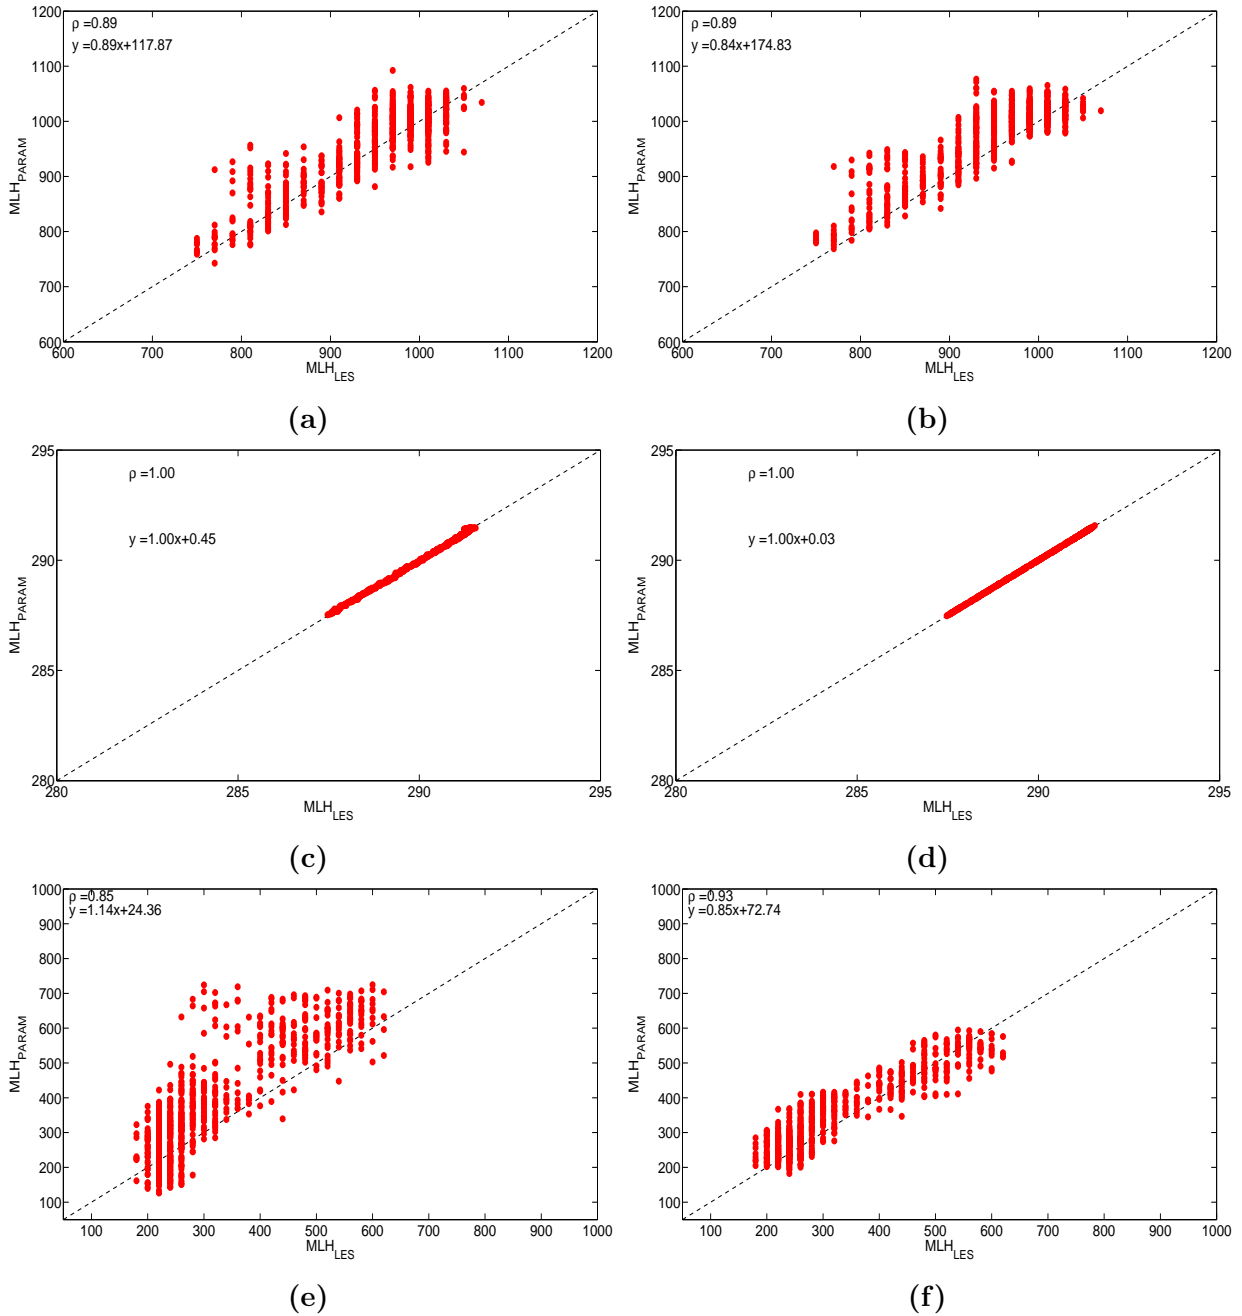 ρ =0.89
y =0.89x+117.87
1200
1100
1000
900
800
700
600
600 700 800 900 1000 1100 1200
MLH_PARAM
MLH_LES
(a)
ρ =0.89
y =0.84x+174.83
1200
1100
1000
900
800
700
600
600 700 800 900 1000 1100 1200
MLH_PARAM
MLH_LES
(b)
ρ =1.00
y =1.00x+0.45
295
290
285
280
280 285 290 295
MLH_PARAM
MLH_LES
(c)
ρ =1.00
y =1.00x+0.03
295
290
285
280
280 285 290 295
MLH_PARAM
MLH_LES
(d)
ρ =0.85
y =1.14x+24.36
1000
900
800
700
600
500
400
300
200
100
100 200 300 400 500 600 700 800 900 1000
MLH_PARAM
MLH_LES
(e)
ρ =0.93
y =0.85x+72.74
1000
900
800
700
600
500
400
300
200
100
100 200 300 400 500 600 700 800 900 1000
MLH_PARAM
MLH_LES
(f)